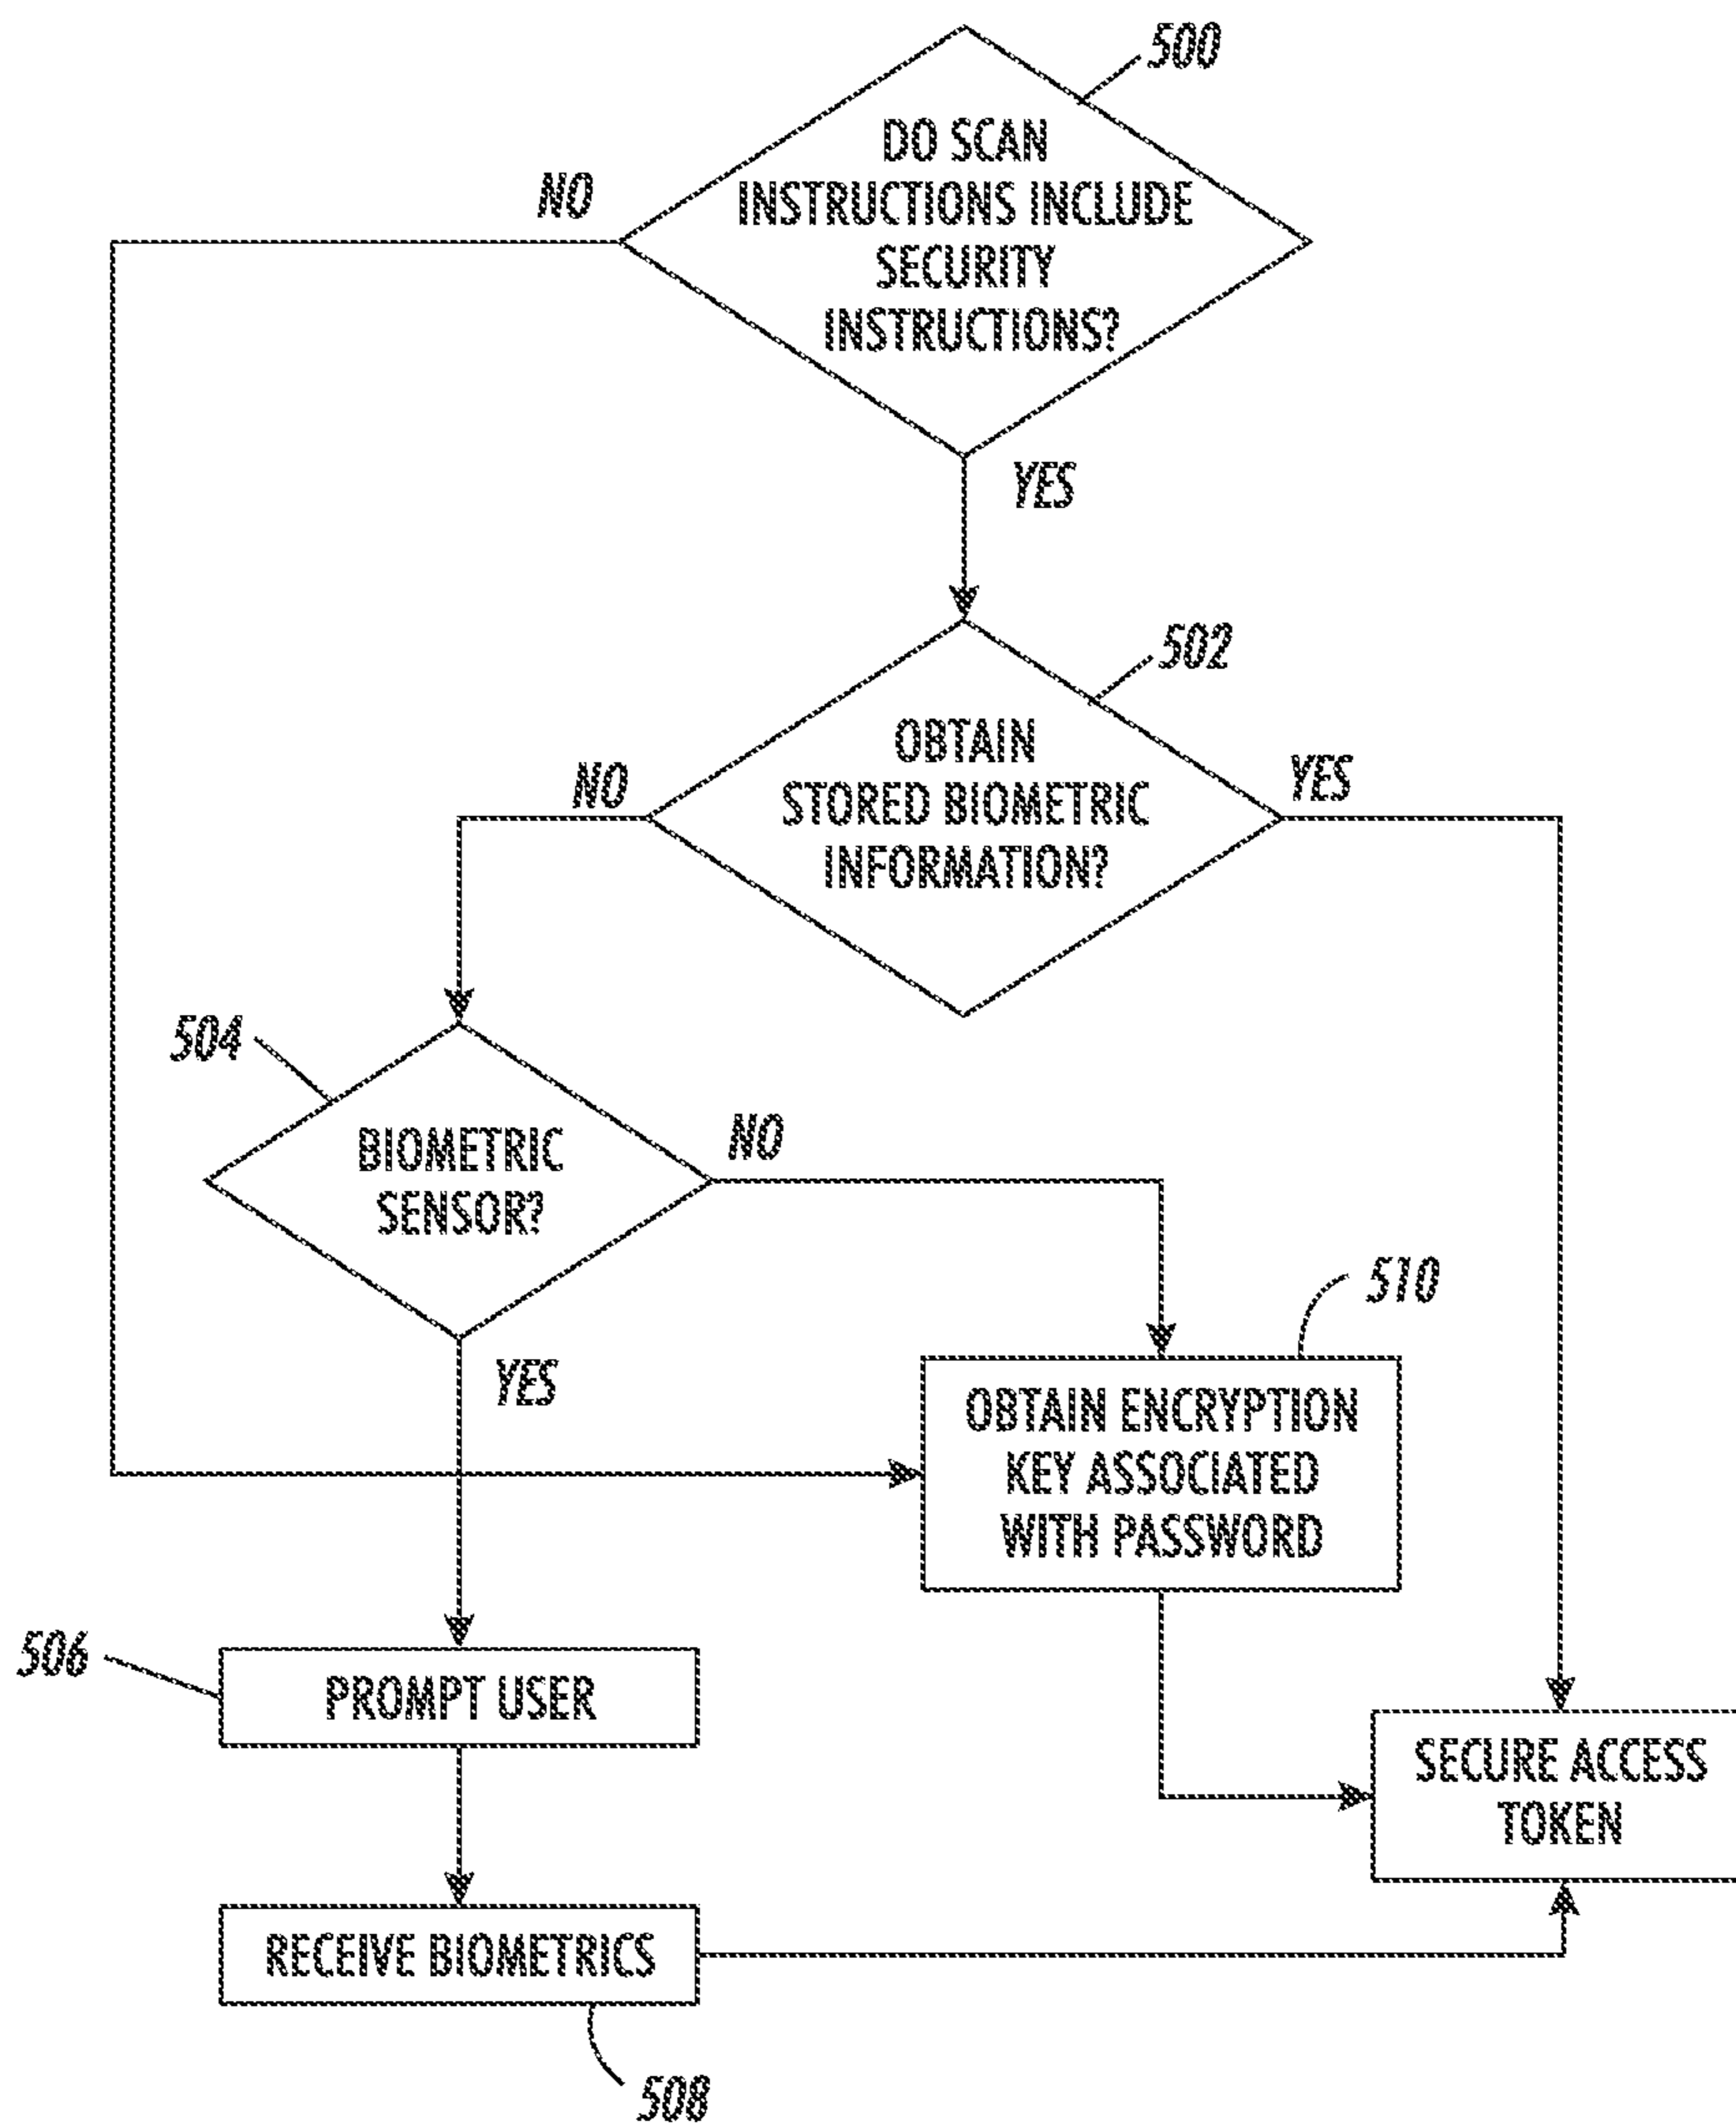 500
DO SCAN
INSTRUCTIONS INCLUDE
SECURITY
INSTRUCTIONS?
NO
YES
502
OBTAIN
STORED BIOMETRIC
INFORMATION?
NO
YES
504
BIOMETRIC
SENSOR?
NO
YES
510
OBTAIN ENCRYPTION
KEY ASSOCIATED
WITH PASSWORD
506
PROMPT USER
SECURE ACCESS
TOKEN
RECEIVE BIOMETRICS
508